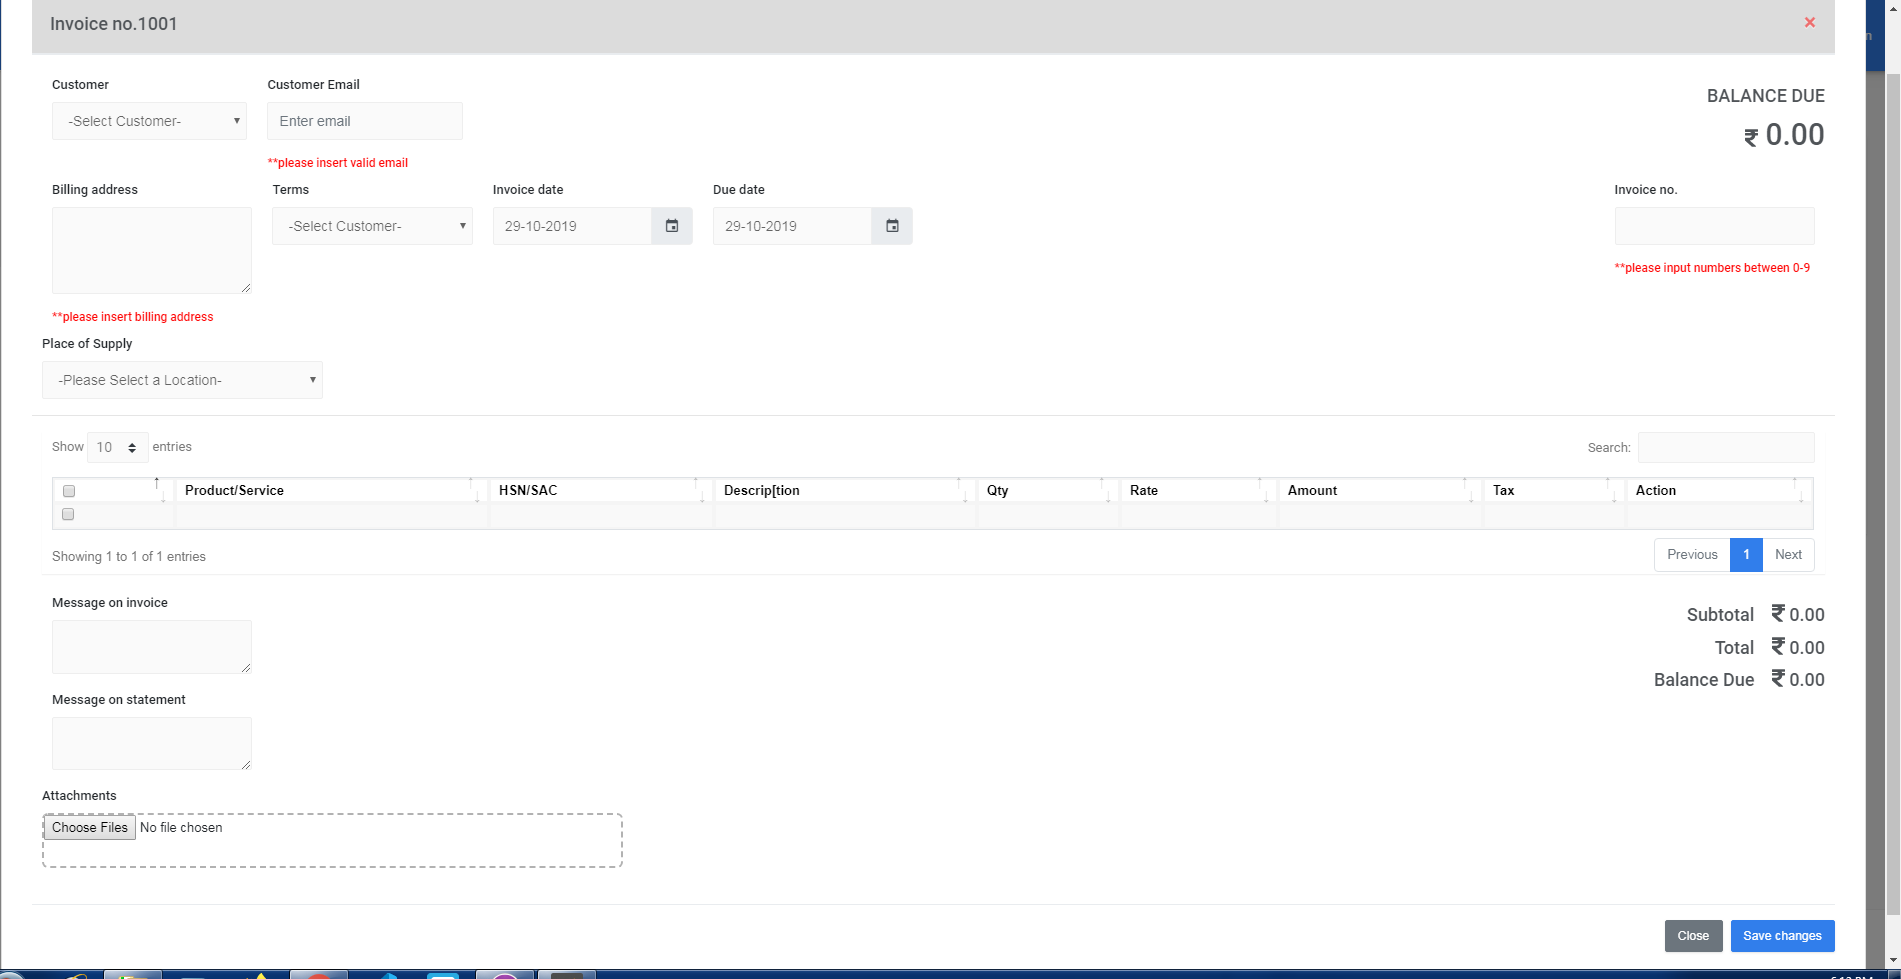 Invoice no.1001
×
Customer
Customer Email
-Select Customer-
Enter email
BALANCE DUE
₹ 0.00
**please insert valid email
Billing address
Terms
Invoice date
Due date
Invoice no.
-Select Customer-
29-10-2019
29-10-2019
**please input numbers between 0-9
**please insert billing address
Place of Supply
-Please Select a Location-
Show 10 entries
Search:
Product/Service HSN/SAC Descrip[tion Qty Rate Amount Tax Action
Showing 1 to 1 of 1 entries
Previous 1 Next
Message on invoice
Subtotal ₹ 0.00
Total ₹ 0.00
Balance Due ₹ 0.00
Message on statement
Attachments
Choose Files No file chosen
Close Save changes